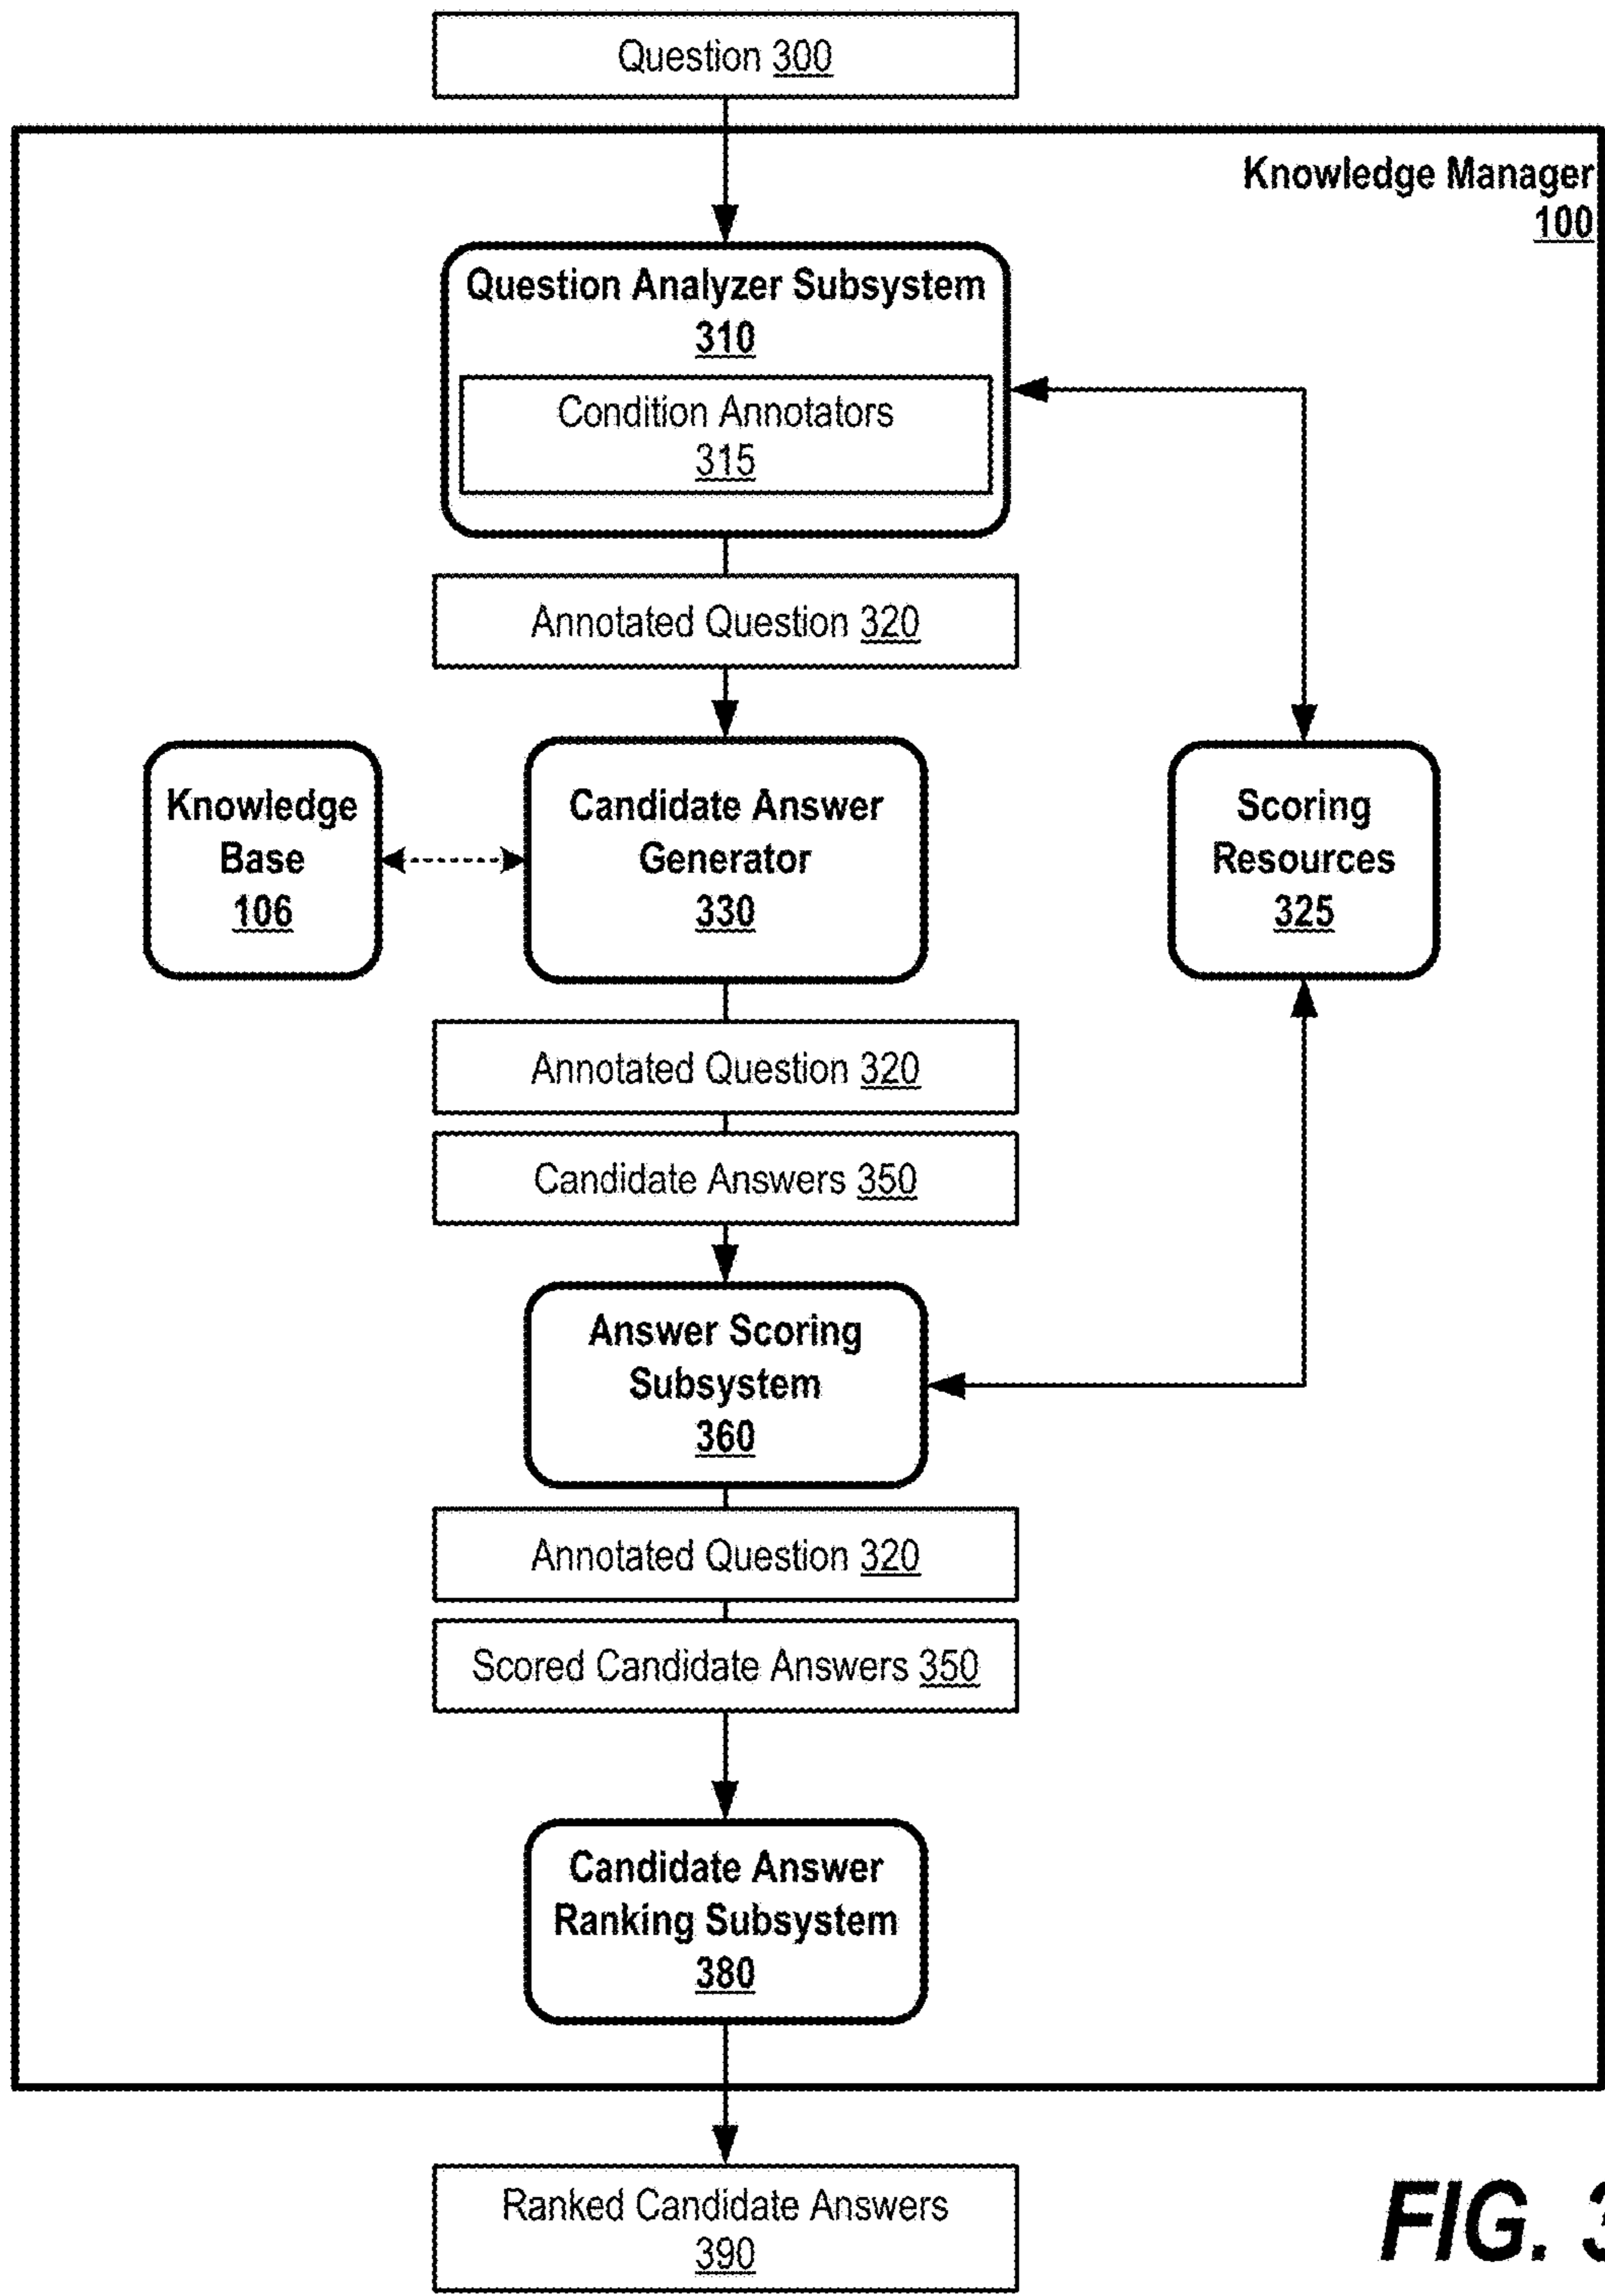 Question 300
Knowledge Manager
100
Question Analyzer Subsystem
310
Condition Annotators
315
Annotated Question 320
Knowledge
Base
106
Candidate Answer
Generator
330
Scoring
Resources
325
Annotated Question 320
Candidate Answers 350
Answer Scoring
Subsystem
360
Annotated Question 320
Scored Candidate Answers 350
Candidate Answer
Ranking Subsystem
380
Ranked Candidate Answers
390
FIG. 3